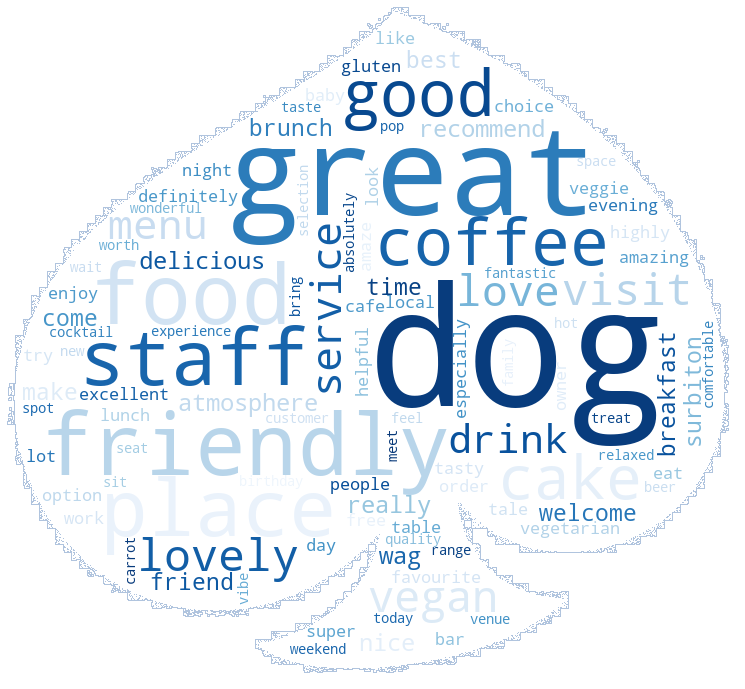 like
gluten
best
baby
good
taste
choice
pop
brunch
recommend
great
space
night
look
veggie
definitely
selection
evening
wonderful
absolutely
menu
amaze
coffee
highly
worth
service
delicious
amazing
wait
food
fantastic
time
love
visit
enjoy
bring
cafe
local
come
cocktail
experience
dog
staff
new
try
helpful
especially
hot
family
comfortable
make
excellent
breakfast
surbiton
owner
spot
lunch
atmosphere
customer
feel
treat
friendly
meet
drink
seat
relaxed
lot
tasty
cake
eat
sit
birthday
people
order
beer
option
place
really
tale
welcome
work
free
table
vegetarian
quality
carrot
lovely
day
wag
range
friend
vibe
favourite
vegan
today
venue
super
nice
bar
weekend